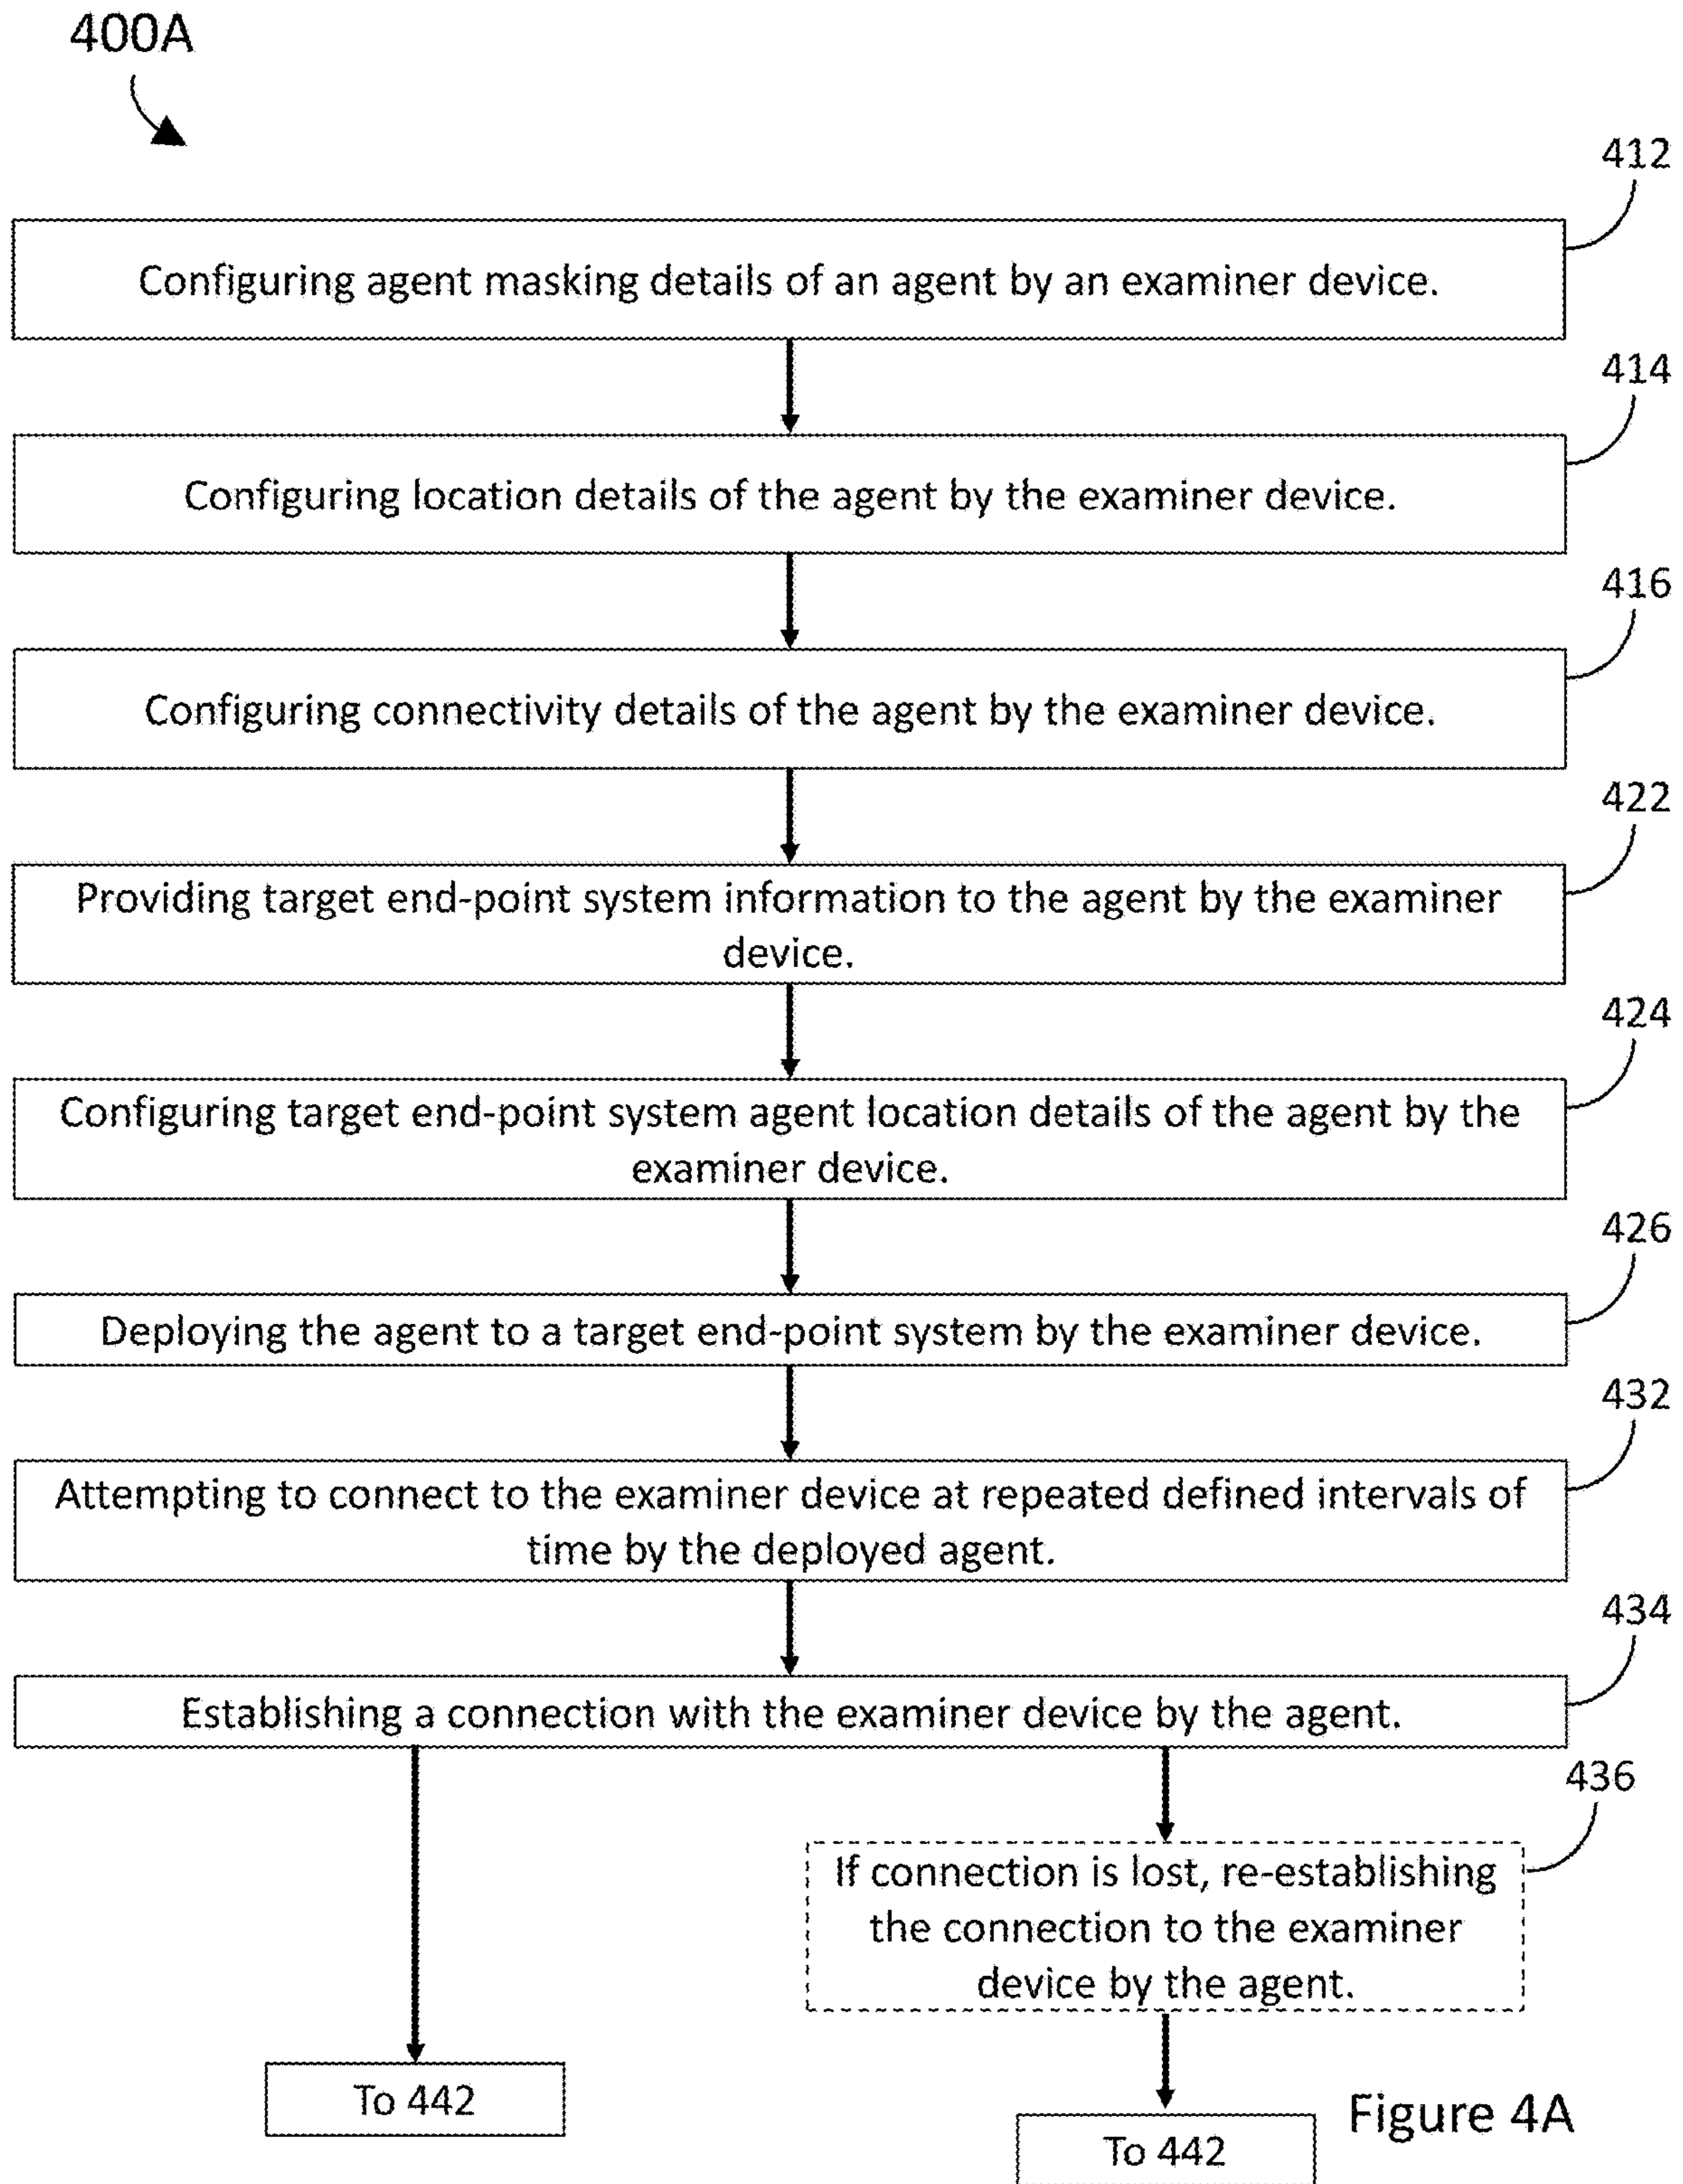 400A
412
Configuring agent masking details of an agent by an examiner device.
414
Configuring location details of the agent by the examiner device.
416
Configuring connectivity details of the agent by the examiner device.
422
Providing target end-point system information to the agent by the examiner
device.
424
Configuring target end-point system agent location details of the agent by the
examiner device.
426
Deploying the agent to a target end-point system by the examiner device.
432
Attempting to connect to the examiner device at repeated defined intervals of
time by the deployed agent.
434
Establishing a connection with the examiner device by the agent.
436
If connection is lost, re-establishing
the connection to the examiner
device by the agent.
To 442
To 442
Figure 4A